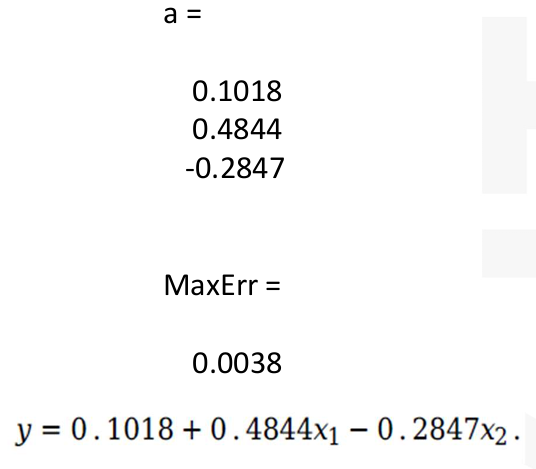 a =
0.1018
0.4844
-0.2847
MaxErr =
0.0038
y = 0.1018 + 0.4844x₁ − 0.2847x₂.